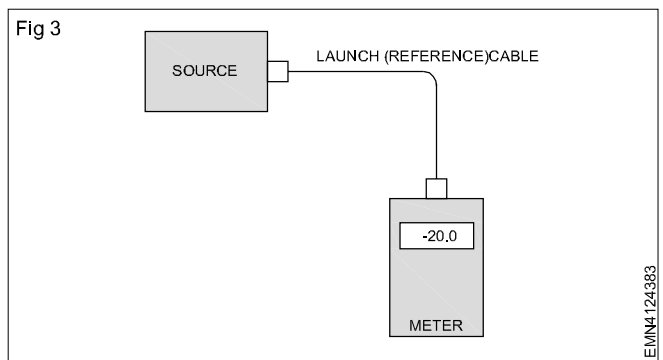 Fig 3
SOURCE
LAUNCH (REFERENCE)CABLE
-20.0
METER
EMN4124383